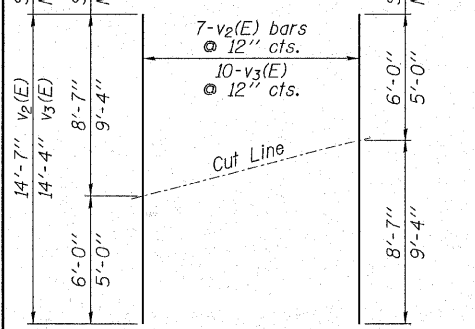 7-v2(E) bars
@ 12" cts.
10-v3(E)
@ 12" cts.
Cut Line
14'-7" v2(E)
14'-4" v3(E)
8'-7"
9'-4"
6'-0"
5'-0"
6'-0"
5'-0"
8'-7"
9'-4"